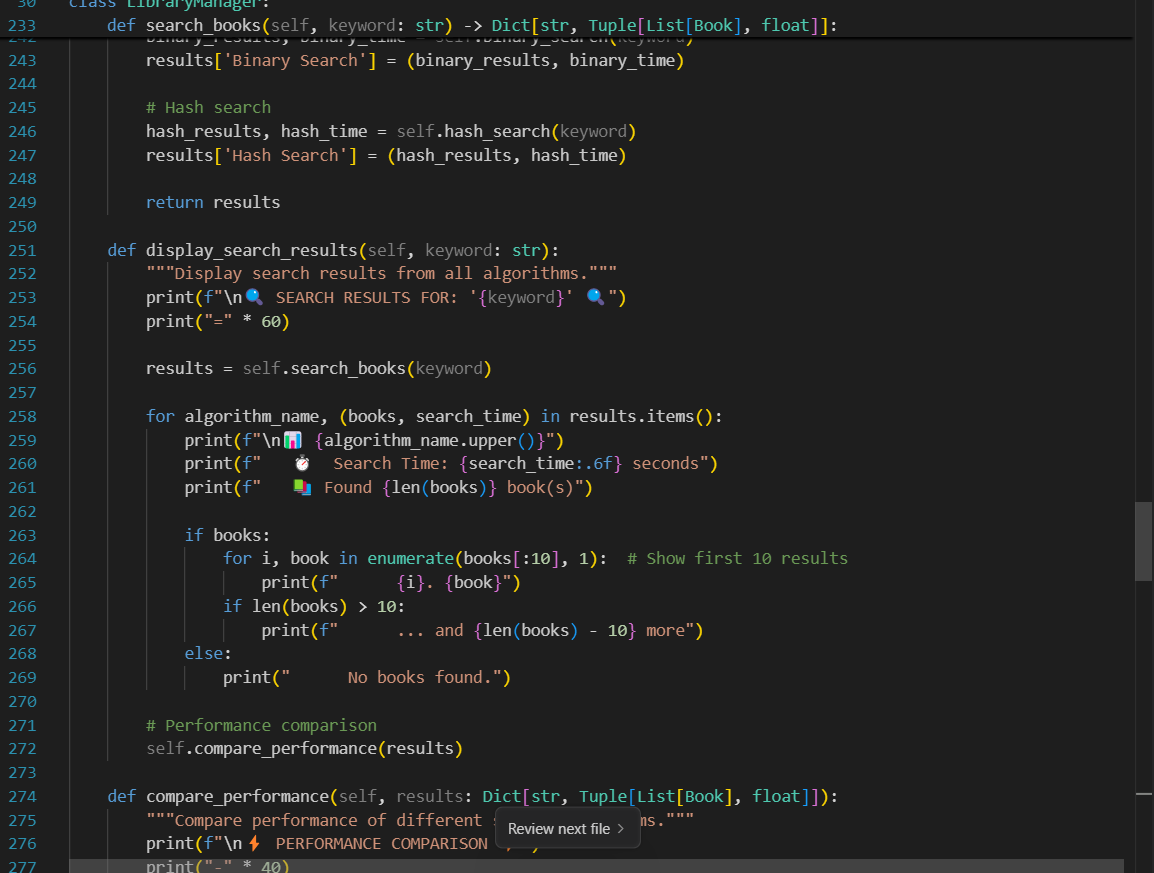 30 class LibraryManager:
233 def search_books(self, keyword: str) -> Dict[str, Tuple[List[Book], float]]:
242 binary_results, binary_time = self.binary_search(keyword)
243 results['Binary Search'] = (binary_results, binary_time)
244
245 # Hash search
246 hash_results, hash_time = self.hash_search(keyword)
247 results['Hash Search'] = (hash_results, hash_time)
248
249 return results
250
251 def display_search_results(self, keyword: str):
252 """Display search results from all algorithms."""
253 print(f"\n🔍 SEARCH RESULTS FOR: '{keyword}' 🔍")
254 print("=" * 60)
255
256 results = self.search_books(keyword)
257
258 for algorithm_name, (books, search_time) in results.items():
259 print(f"\n📊 {algorithm_name.upper()}")
260 print(f"   ⏱️  Search Time: {search_time:.6f} seconds")
261 print(f"   📚 Found {len(books)} book(s)")
262
263 if books:
264 for i, book in enumerate(books[:10], 1):  # Show first 10 results
265 print(f"      {i}. {book}")
266 if len(books) > 10:
267 print(f"      ... and {len(books) - 10} more")
268 else:
269 print("      No books found.")
270
271 # Performance comparison
272 self.compare_performance(results)
273
274 def compare_performance(self, results: Dict[str, Tuple[List[Book], float]]):
275 """Compare performance of different ms."""
Review next file >
276 print(f"\n⚡ PERFORMANCE COMPARISON
277 print("-" * 40)